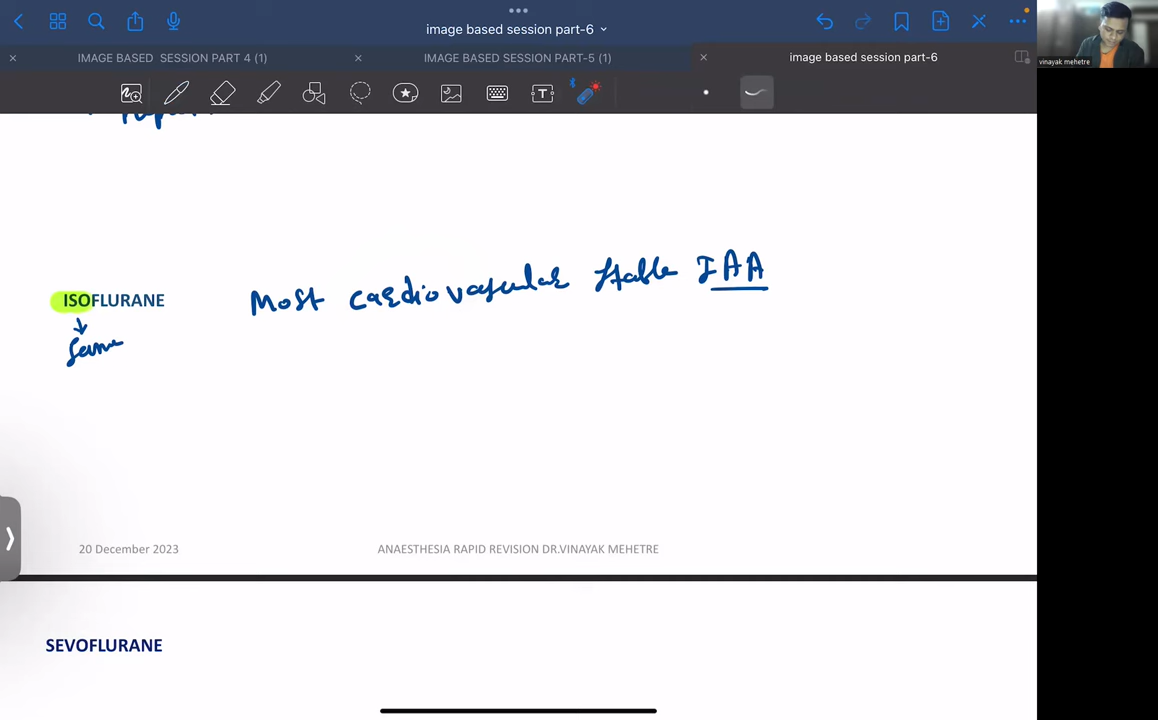 image based session part-6
vinayak mehetre
IMAGE BASED SESSION PART 4 (1)
IMAGE BASED SESSION PART-5 (1)
image based session part-6
Most cardiovascular stable IAA
ISOFLURANE
Same
20 December 2023
ANAESTHESIA RAPID REVISION DR.VINAYAK MEHETRE
SEVOFLURANE